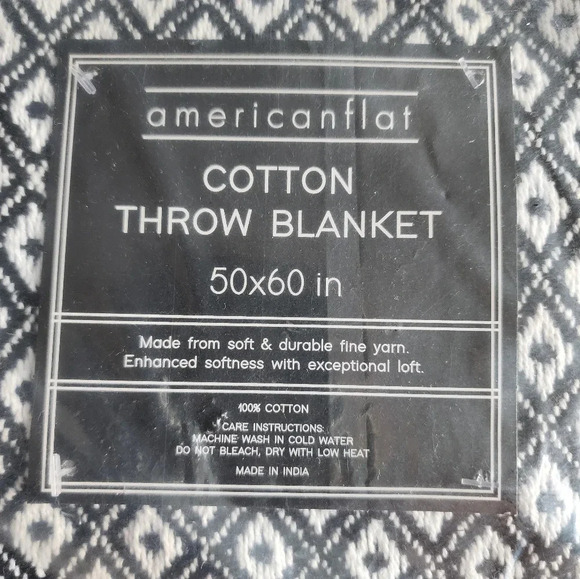 americanflat
COTTON
THROW BLANKET
50x60 in
Made from soft & durable fine yarn.
Enhanced softness with exceptional loft.
100% COTTON
CARE INSTRUCTIONS:
MACHINE WASH IN COLD WATER
DO NOT BLEACH, DRY WITH LOW HEAT
MADE IN INDIA